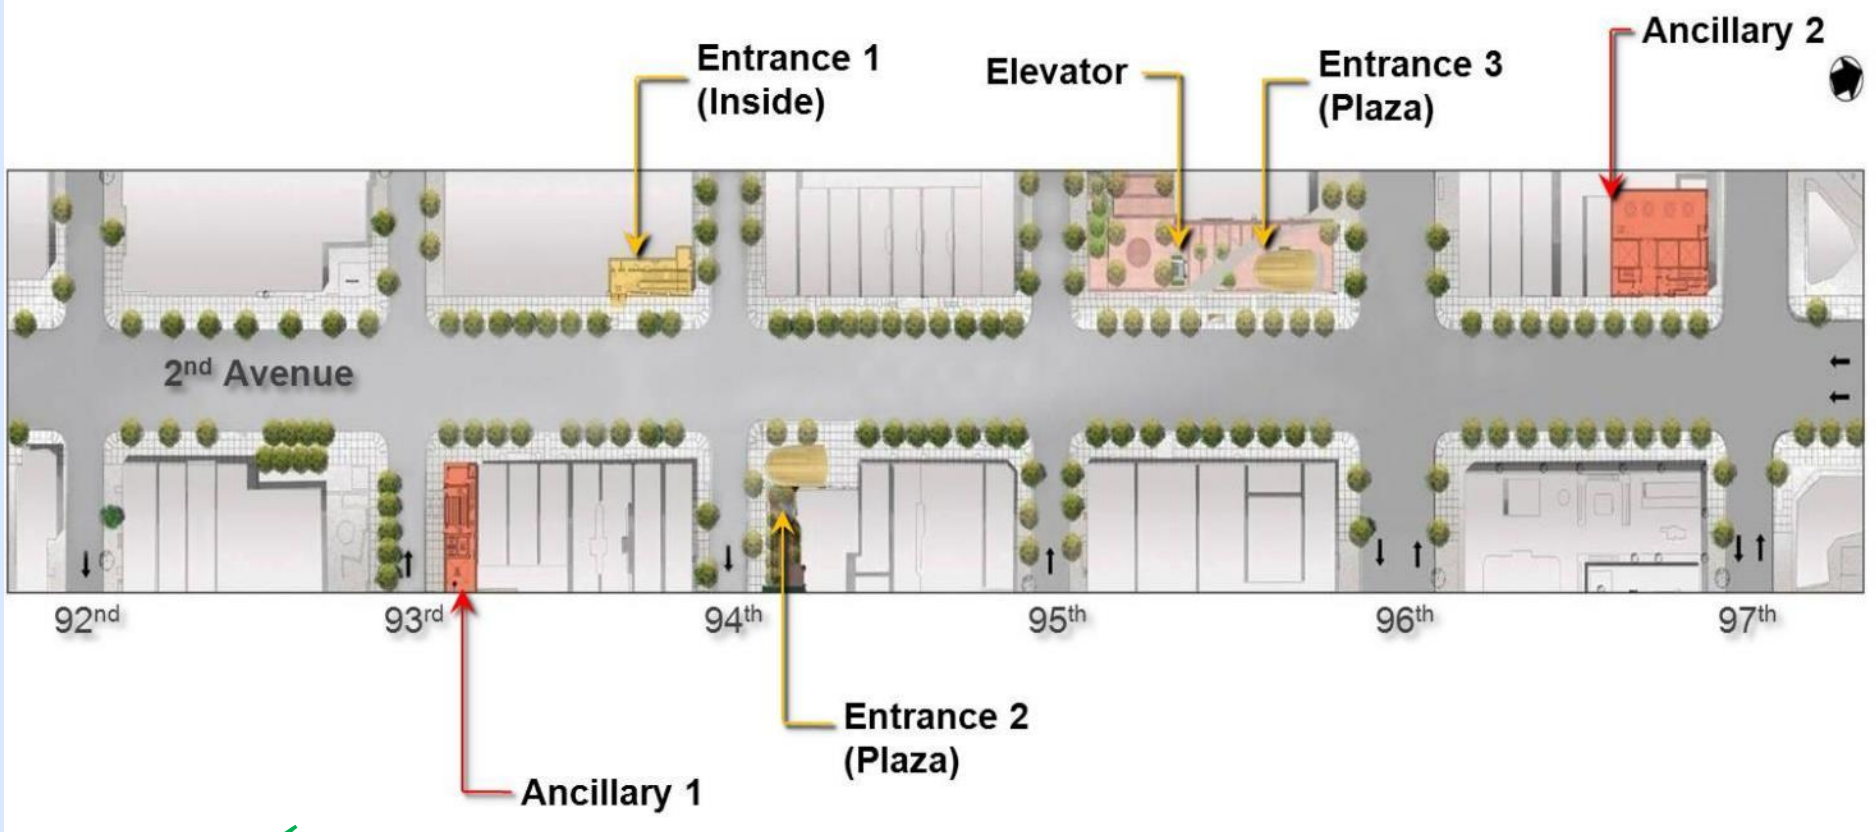 Ancillary 2
Entrance 1
(Inside)
Elevator
Entrance 3
(Plaza)
2nd Avenue
92nd
93rd
94th
95th
96th
97th
Entrance 2
(Plaza)
Ancillary 1